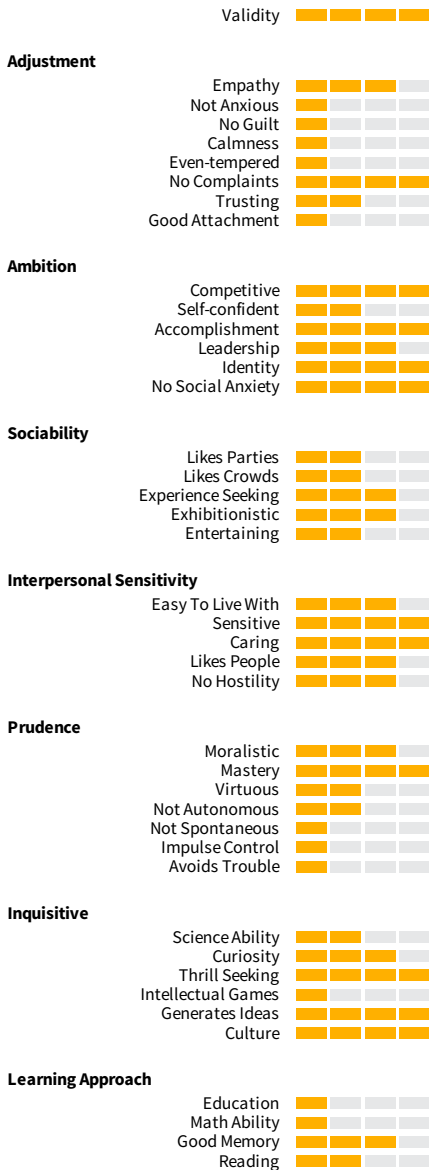 Validity
Adjustment
Empathy
Not Anxious
No Guilt
Calmness
Even-tempered
No Complaints
Trusting
Good Attachment
Ambition
Competitive
Self-confident
Accomplishment
Leadership
Identity
No Social Anxiety
Sociability
Likes Parties
Likes Crowds
Experience Seeking
Exhibitionistic
Entertaining
Interpersonal Sensitivity
Easy To Live With
Sensitive
Caring
Likes People
No Hostility
Prudence
Moralistic
Mastery
Virtuous
Not Autonomous
Not Spontaneous
Impulse Control
Avoids Trouble
Inquisitive
Science Ability
Curiosity
Thrill Seeking
Intellectual Games
Generates Ideas
Culture
Learning Approach
Education
Math Ability
Good Memory
Reading